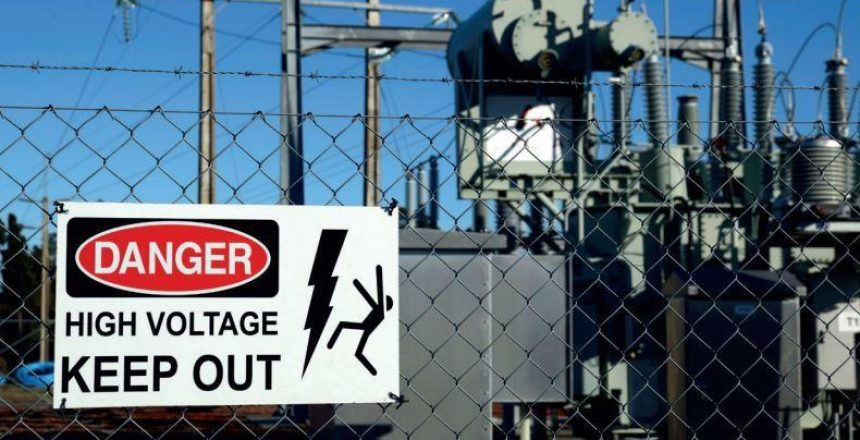 DANGER
HIGH VOLTAGE
KEEP OUT